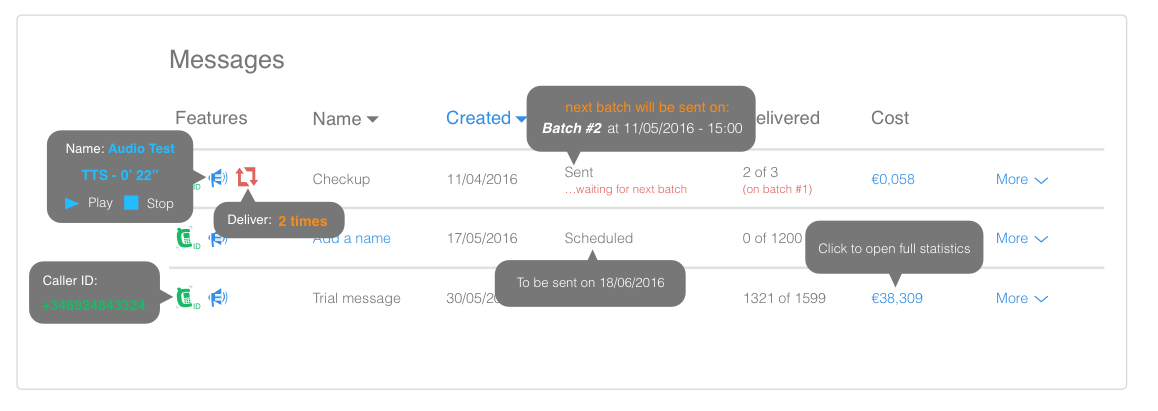 Messages
Features Name Created elivered Cost
next batch will be sent on:
Batch #2 at 11/05/2016 - 15:00
Name: Audio Test
TTS - 0' 22"
Play Stop
ID Checkup 11/04/2016 Sent 2 of 3 €0,058 More
...waiting for next batch (on batch #1)
Deliver: 2 times
ID Add a name 17/05/2016 Scheduled 0 of 1200 More
Click to open full statistics
To be sent on 18/06/2016
Caller ID:
+346924843324
ID Trial message 30/05/20 1321 of 1599 €38,309 More